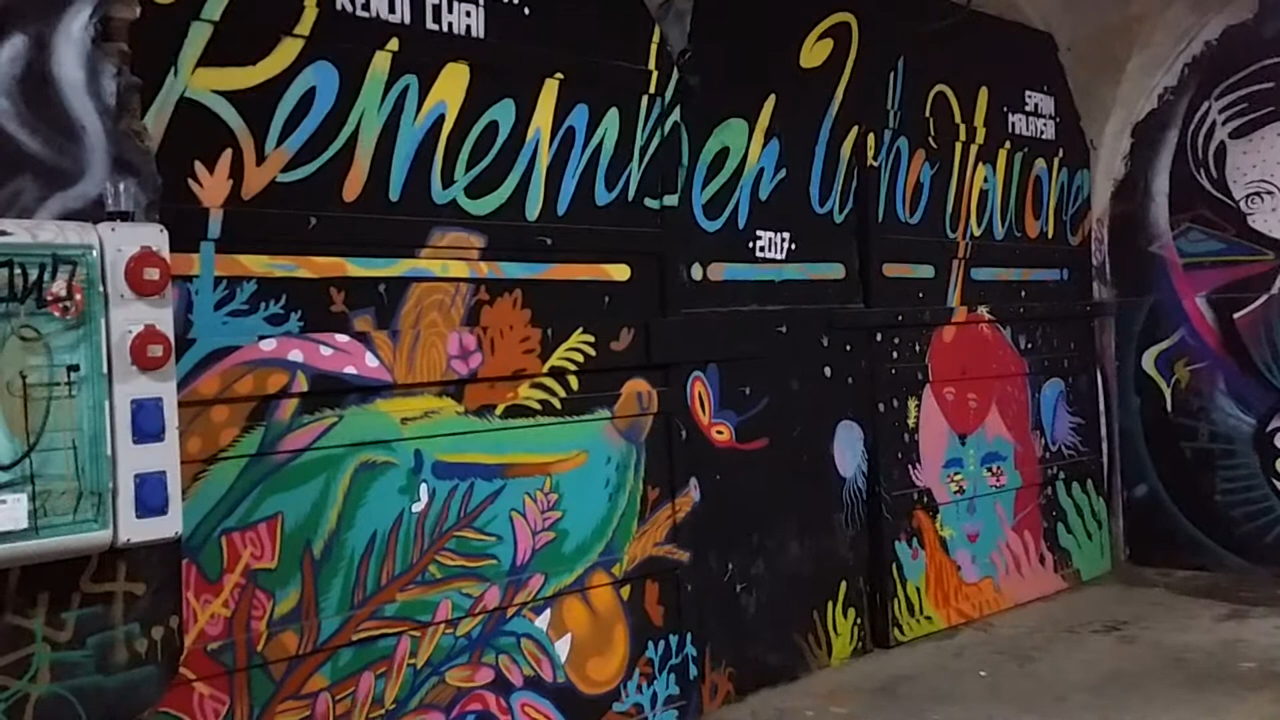 KENJI CHAI
Remember Who You are
SPAIN
MALAYSIA
·2017·